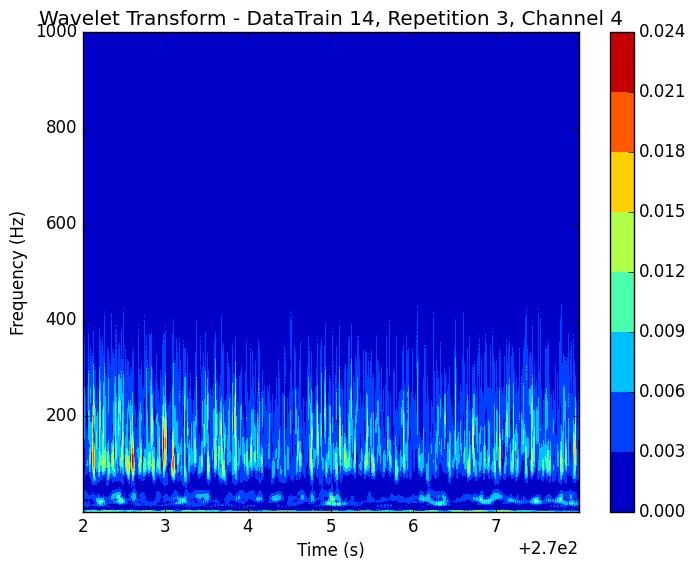 Wavelet Transform - DataTrain 14, Repetition 3, Channel 4
1000
800
600
400
200
Frequency (Hz)
2 3 4 5 6 7
+2.7e2
Time (s)
0.024
0.021
0.018
0.015
0.012
0.009
0.006
0.003
0.000